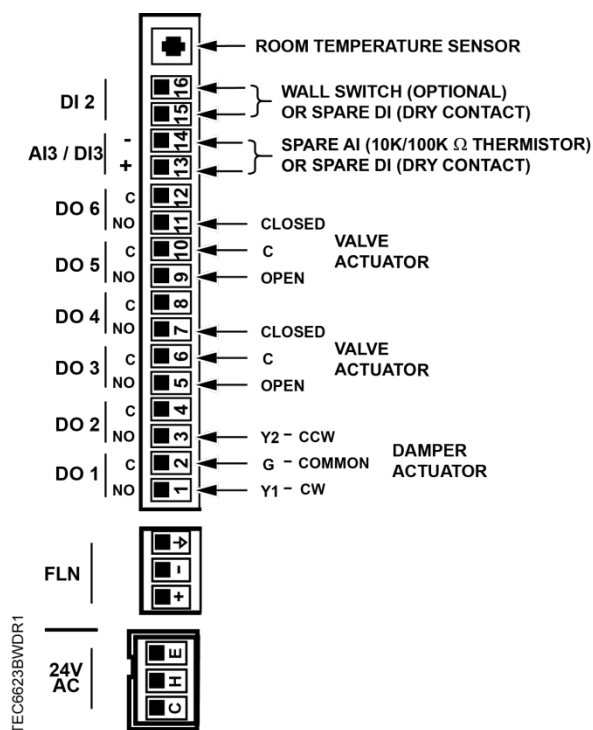 ROOM TEMPERATURE SENSOR
DI 2
16
15
WALL SWITCH (OPTIONAL)
OR SPARE DI (DRY CONTACT)
AI3 / DI3
-
+
14
13
SPARE AI (10K/100K Ω THERMISTOR)
OR SPARE DI (DRY CONTACT)
DO 6
C
12
NO
11
CLOSED
DO 5
C
10
C
NO
9
OPEN
VALVE
ACTUATOR
DO 4
C
8
NO
7
CLOSED
DO 3
C
6
C
NO
5
OPEN
VALVE
ACTUATOR
DO 2
C
4
NO
3
Y2 - CCW
DO 1
C
2
G - COMMON
NO
1
Y1 - CW
DAMPER
ACTUATOR
FLN
-
+
24V
AC
E
H
C
TEC6623BWDR1